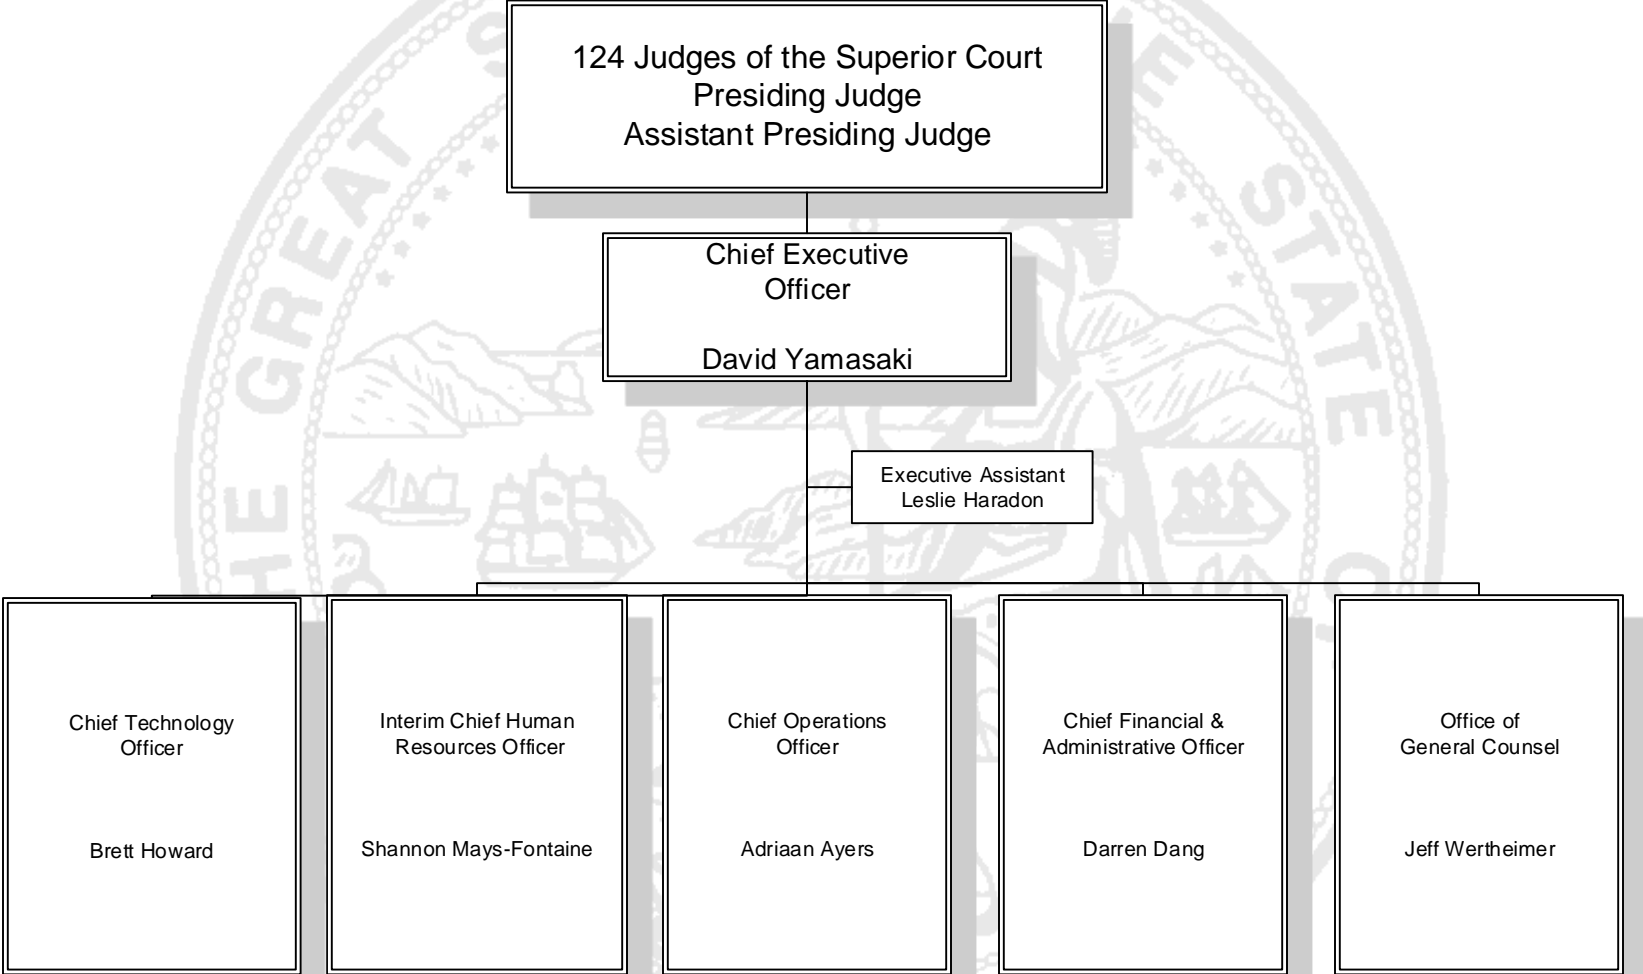 124 Judges of the Superior Court
Presiding Judge
Assistant Presiding Judge
Chief Executive
Officer
David Yamasaki
Executive Assistant
Leslie Haradon
Chief Technology
Officer
Brett Howard
Interim Chief Human
Resources Officer
Shannon Mays-Fontaine
Chief Operations
Officer
Adriaan Ayers
Chief Financial &
Administrative Officer
Darren Dang
Office of
General Counsel
Jeff Wertheimer
GREAT
STATE